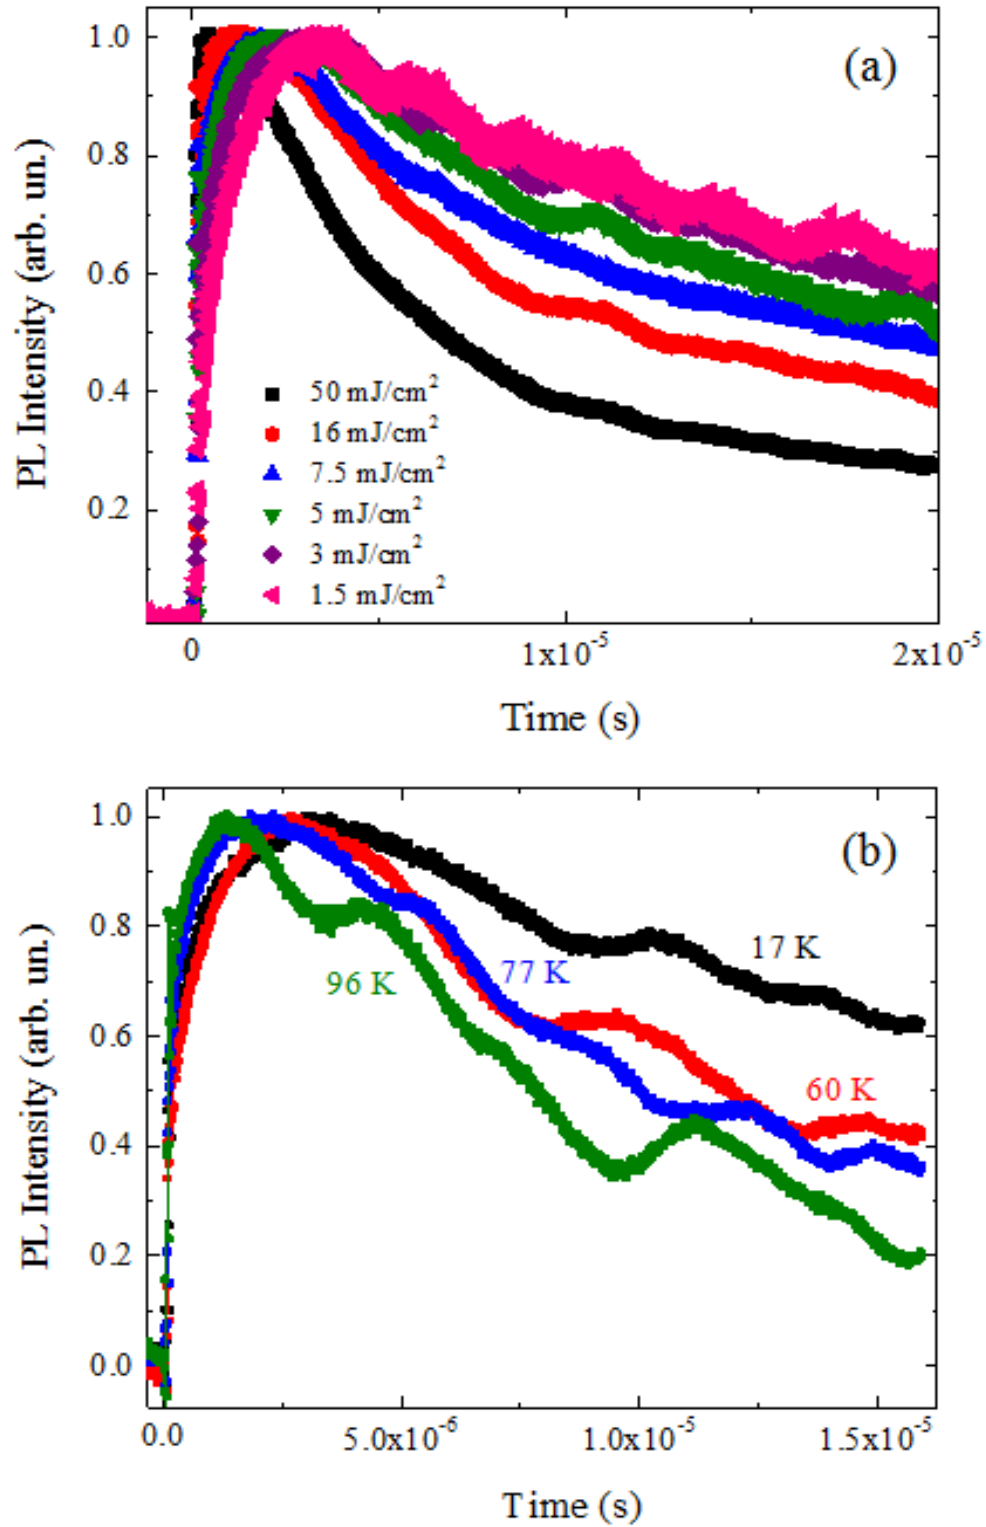 (a)
PL Intensity (arb. un.)
1.0
0.8
0.6
0.4
0.2
50 mJ/cm²
16 mJ/cm²
7.5 mJ/cm²
5 mJ/cm²
3 mJ/cm²
1.5 mJ/cm²
0 1x10⁻⁵ 2x10⁻⁵
Time (s)
(b)
PL Intensity (arb. un.)
1.0
0.8
0.6
0.4
0.2
0.0
17 K
77 K
96 K
60 K
0.0 5.0x10⁻⁶ 1.0x10⁻⁵ 1.5x10⁻⁵
Time (s)